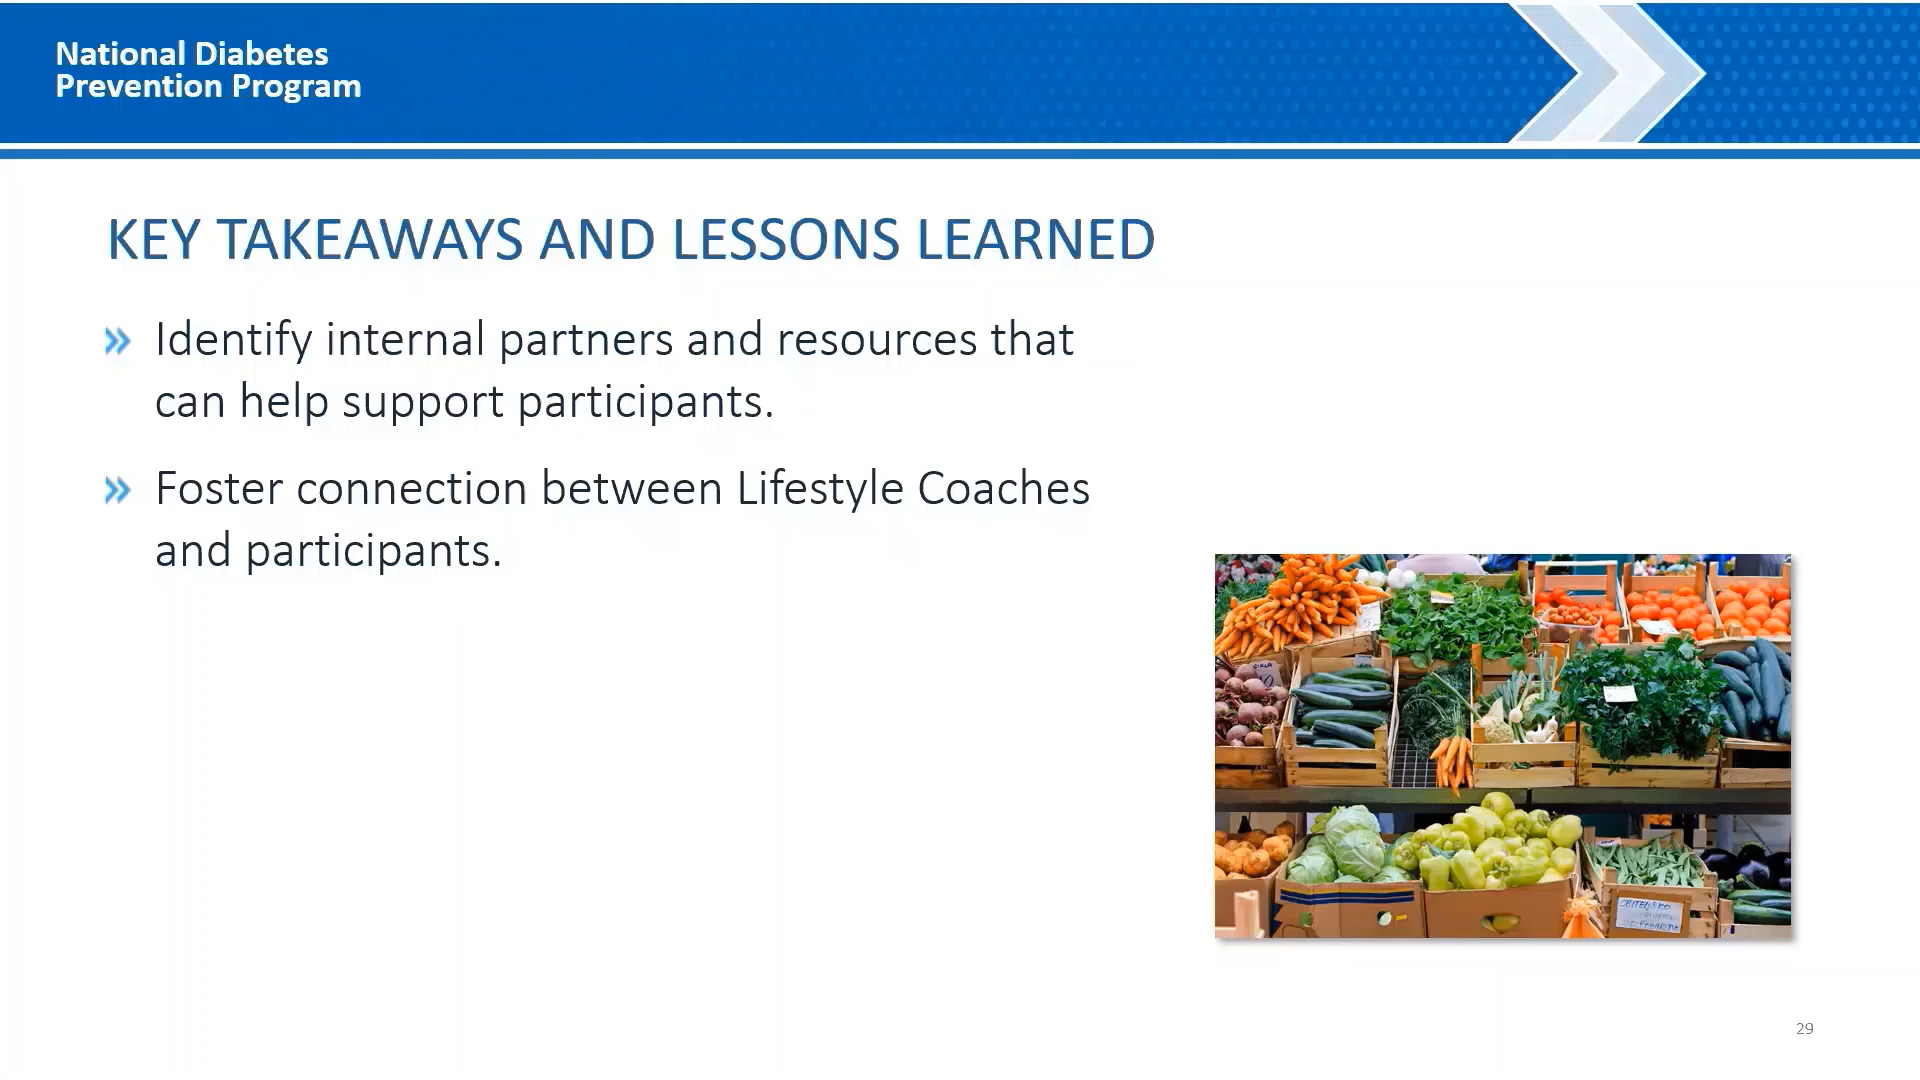 National Diabetes
Prevention Program
KEY TAKEAWAYS AND LESSONS LEARNED
» Identify internal partners and resources that
can help support participants.
» Foster connection between Lifestyle Coaches
and participants.
29